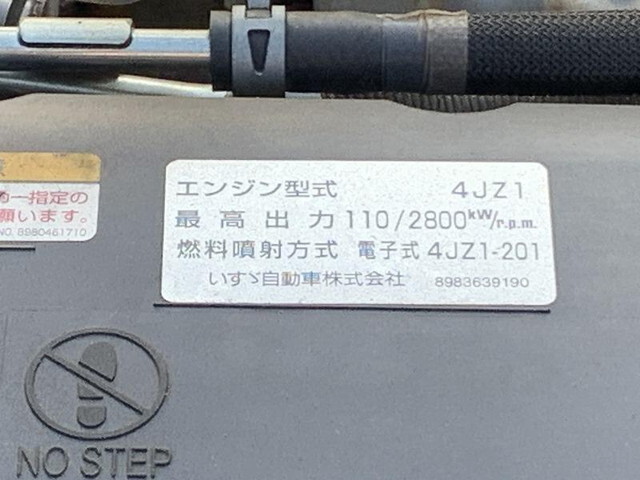 エンジン型式 4JZ1
最高出力 110/2800kW/r.p.m.
燃料噴射方式 電子式 4JZ1-201
いすゞ自動車株式会社 8983639190
一指定の
願います。
NO. 8980461710
NO STEP